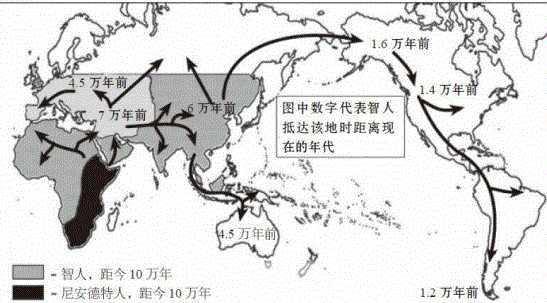 1.6 万年前
4.5 万年前
1.4 万年前
7 万年前
6 万年前
图中数字代表智人
抵达该地时距离现
在的年代
4.5 万年前
= 智人，距今 10 万年
= 尼安德特人，距今 10 万年
1.2 万年前